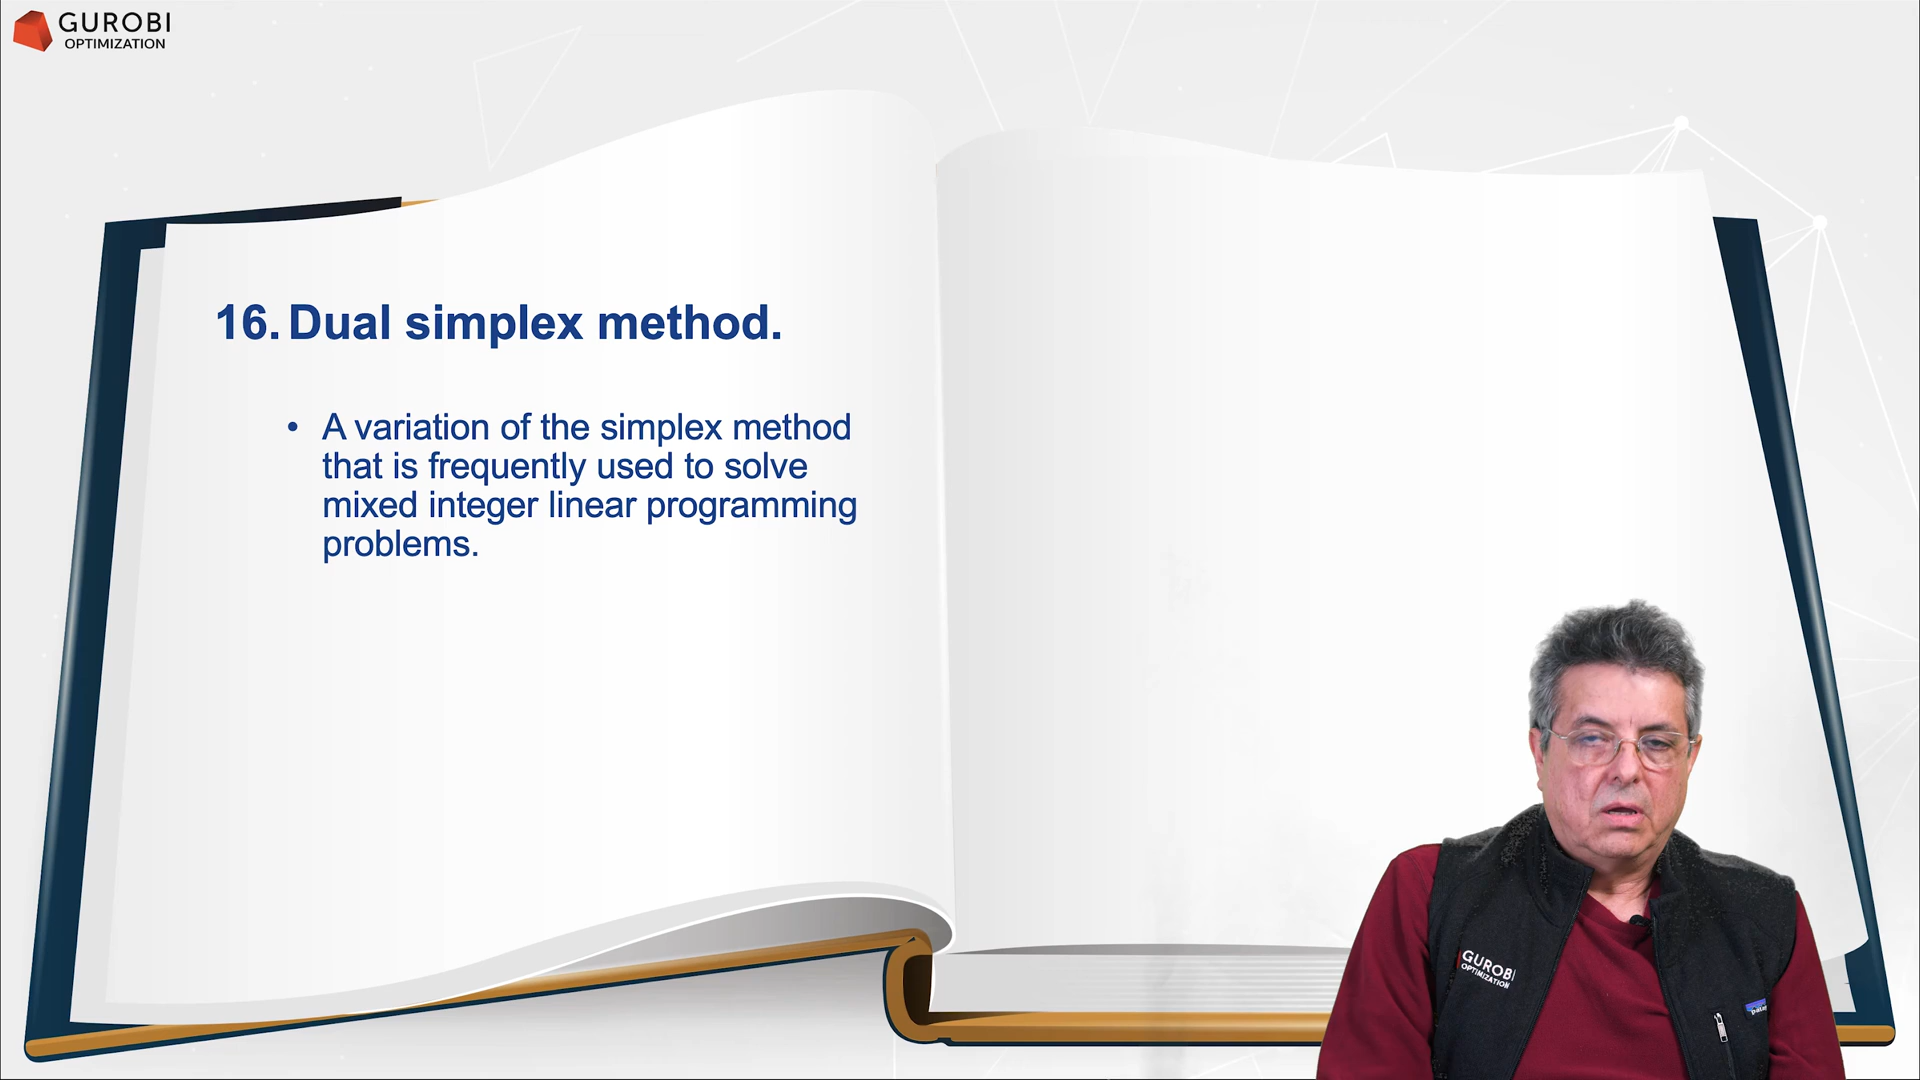 GUROBI
OPTIMIZATION
16. Dual simplex method.
• A variation of the simplex method
that is frequently used to solve
mixed integer linear programming
problems.
GUROBI
OPTIMIZATION